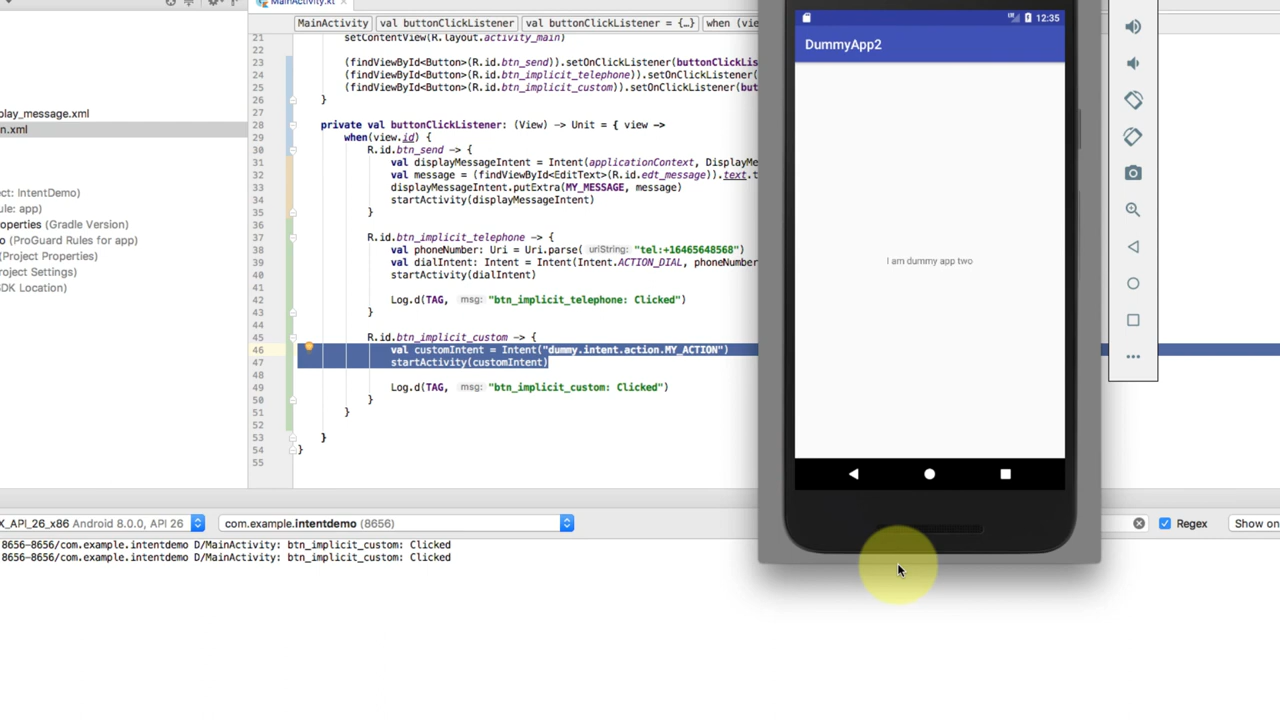 MainActivity.kt
MainActivity
val buttonClickListener
val buttonClickListener = {…}
when (vie
21 setContentView(R.layout.activity_main)
22
23 (findViewById<Button>(R.id.btn_send)).setOnClickListener(buttonClickLis
24 (findViewById<Button>(R.id.btn_implicit_telephone)).setOnClickListener(
25 (findViewById<Button>(R.id.btn_implicit_custom)).setOnClickListener(but
26 }
27
28 private val buttonClickListener: (View) -> Unit = { view ->
29 when(view.id) {
30 R.id.btn_send -> {
31 val displayMessageIntent = Intent(applicationContext, DisplayMe
32 val message = (findViewById<EditText>(R.id.edt_message)).text.t
33 displayMessageIntent.putExtra(MY_MESSAGE, message)
34 startActivity(displayMessageIntent)
35 }
36
37 R.id.btn_implicit_telephone -> {
38 val phoneNumber: Uri = Uri.parse( uriString: "tel:+16465648568")
39 val dialIntent: Intent = Intent(Intent.ACTION_DIAL, phoneNumber
40 startActivity(dialIntent)
41
42 Log.d(TAG, msg: "btn_implicit_telephone: Clicked")
43 }
44
45 R.id.btn_implicit_custom -> {
46 val customIntent = Intent("dummy.intent.action.MY_ACTION")
47 startActivity(customIntent)
48
49 Log.d(TAG, msg: "btn_implicit_custom: Clicked")
50 }
51 }
52
53 }
54 }
55
play_message.xml
n.xml
ect: IntentDemo)
ule: app)
operties (Gradle Version)
o (ProGuard Rules for app)
(Project Properties)
ject Settings)
SDK Location)
12:35
DummyApp2
I am dummy app two
X_API_26_x86 Android 8.0.0, API 26
com.example.intentdemo (8656)
Regex
Show on
8656-8656/com.example.intentdemo D/MainActivity: btn_implicit_custom: Clicked
8656-8656/com.example.intentdemo D/MainActivity: btn_implicit_custom: Clicked